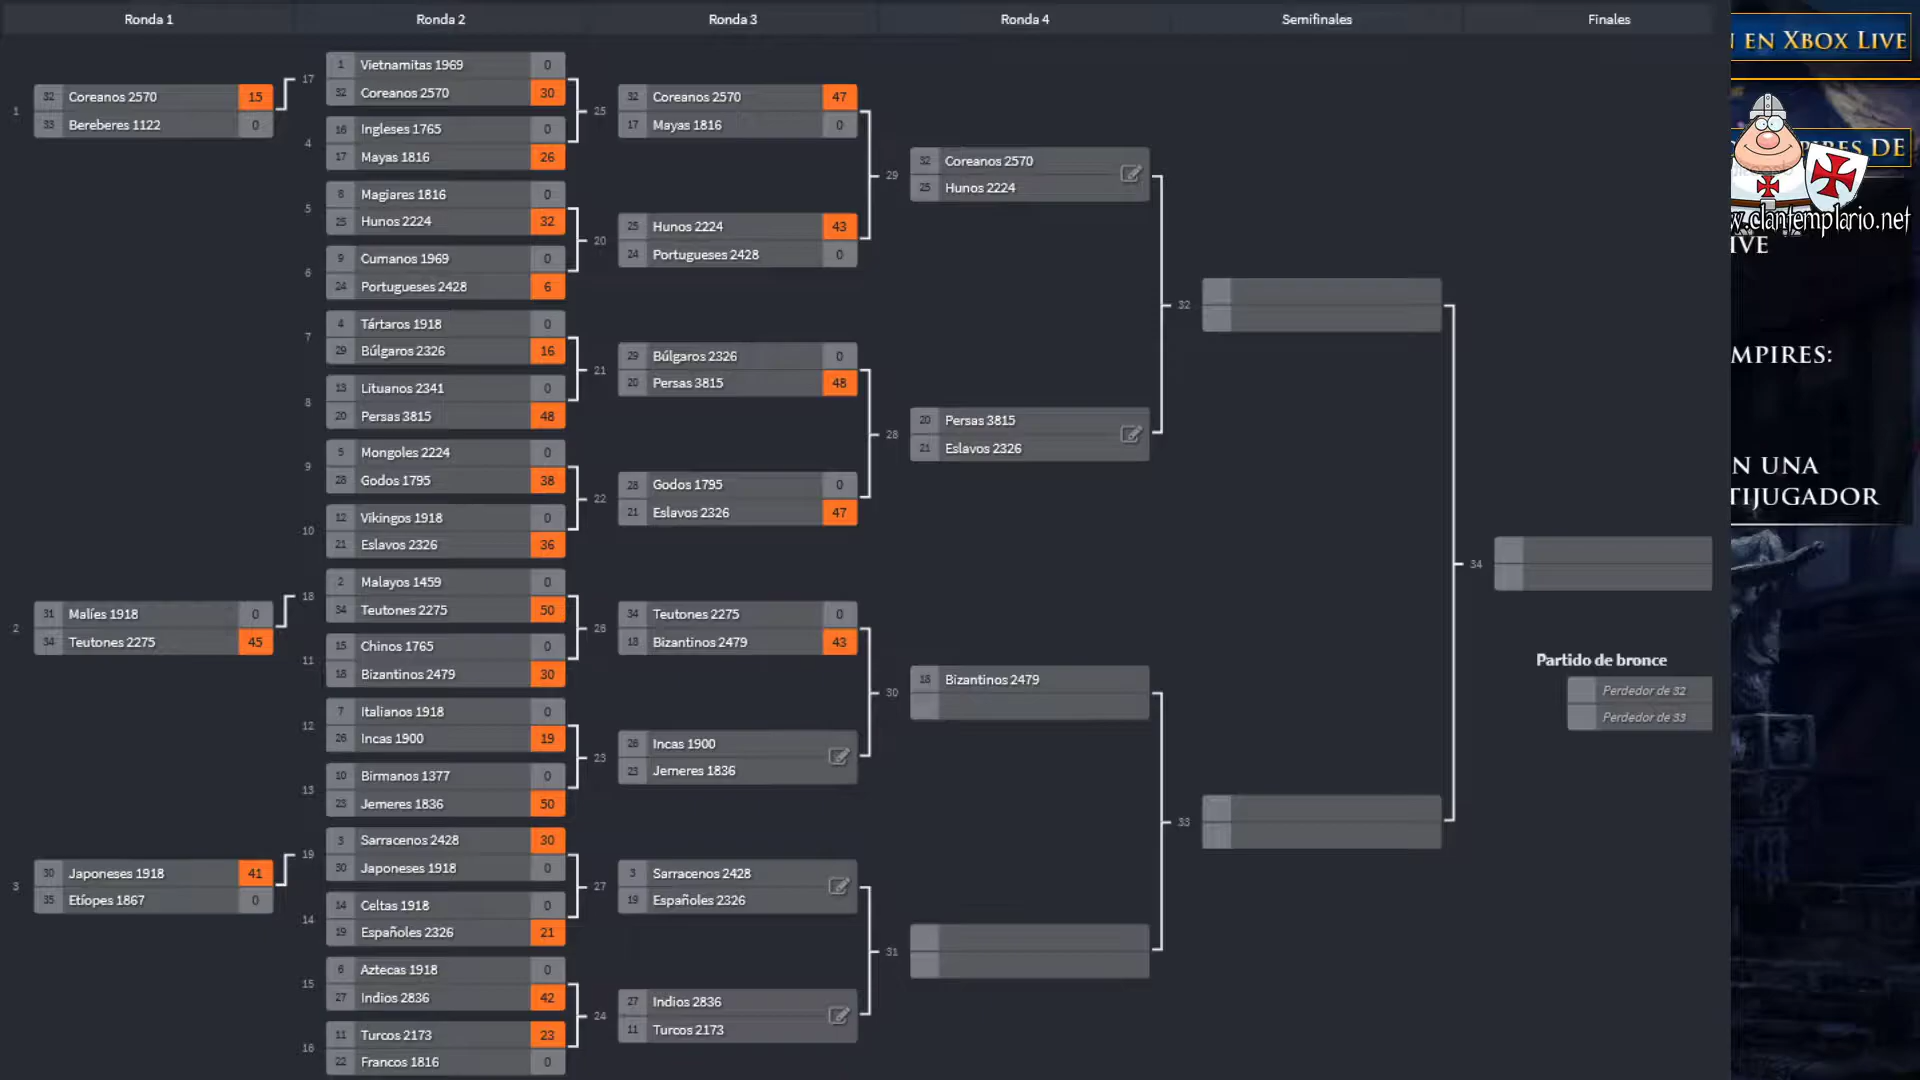 Ronda 1
Ronda 2
Ronda 3
Ronda 4
Semifinales
Finales
1
32 Coreanos 2570 15
33 Bereberes 1122 0
2
31 Malíes 1918 0
34 Teutones 2275 45
3
30 Japoneses 1918 41
35 Etíopes 1867 0
17
1 Vietnamitas 1969 0
32 Coreanos 2570 30
4
16 Ingleses 1765 0
17 Mayas 1816 26
5
8 Magiares 1816 0
25 Hunos 2224 32
6
9 Cumanos 1969 0
24 Portugueses 2428 6
7
4 Tártaros 1918 0
29 Búlgaros 2326 16
8
13 Lituanos 2341 0
20 Persas 3815 48
9
5 Mongoles 2224 0
28 Godos 1795 38
10
12 Vikingos 1918 0
21 Eslavos 2326 36
18
2 Malayos 1459 0
34 Teutones 2275 50
11
15 Chinos 1765 0
18 Bizantinos 2479 30
12
7 Italianos 1918 0
26 Incas 1900 19
13
10 Birmanos 1377 0
23 Jemeres 1836 50
19
3 Sarracenos 2428 30
30 Japoneses 1918 0
14
14 Celtas 1918 0
19 Españoles 2326 21
15
6 Aztecas 1918 0
27 Indios 2836 42
16
11 Turcos 2173 23
22 Francos 1816 0
25
32 Coreanos 2570 47
17 Mayas 1816 0
20
25 Hunos 2224 43
24 Portugueses 2428 0
21
29 Búlgaros 2326 0
20 Persas 3815 48
22
28 Godos 1795 0
21 Eslavos 2326 47
26
34 Teutones 2275 0
18 Bizantinos 2479 43
23
26 Incas 1900
23 Jemeres 1836
27
3 Sarracenos 2428
19 Españoles 2326
24
27 Indios 2836
11 Turcos 2173
29
32 Coreanos 2570
25 Hunos 2224
28
20 Persas 3815
21 Eslavos 2326
30
18 Bizantinos 2479
31
32
33
34
Partido de bronce
Perdedor de 32
Perdedor de 33
N EN XBOX LIVE
PIRES DE
www.clantemplario.net
IVE
MPIRES:
N UNA
TIJUGADOR